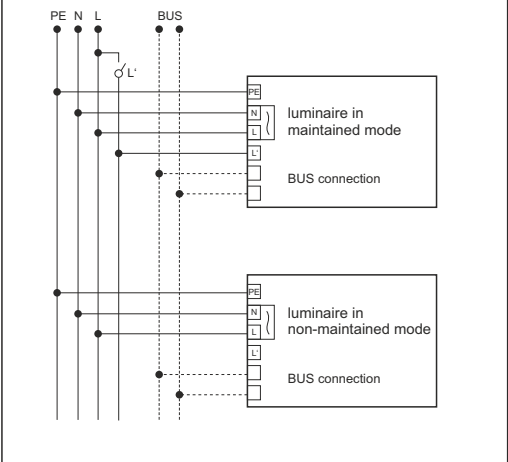 PE N L BUS
L'
PE
N
L
L'
luminaire in
maintained mode
BUS connection
PE
N
L
L'
luminaire in
non-maintained mode
BUS connection